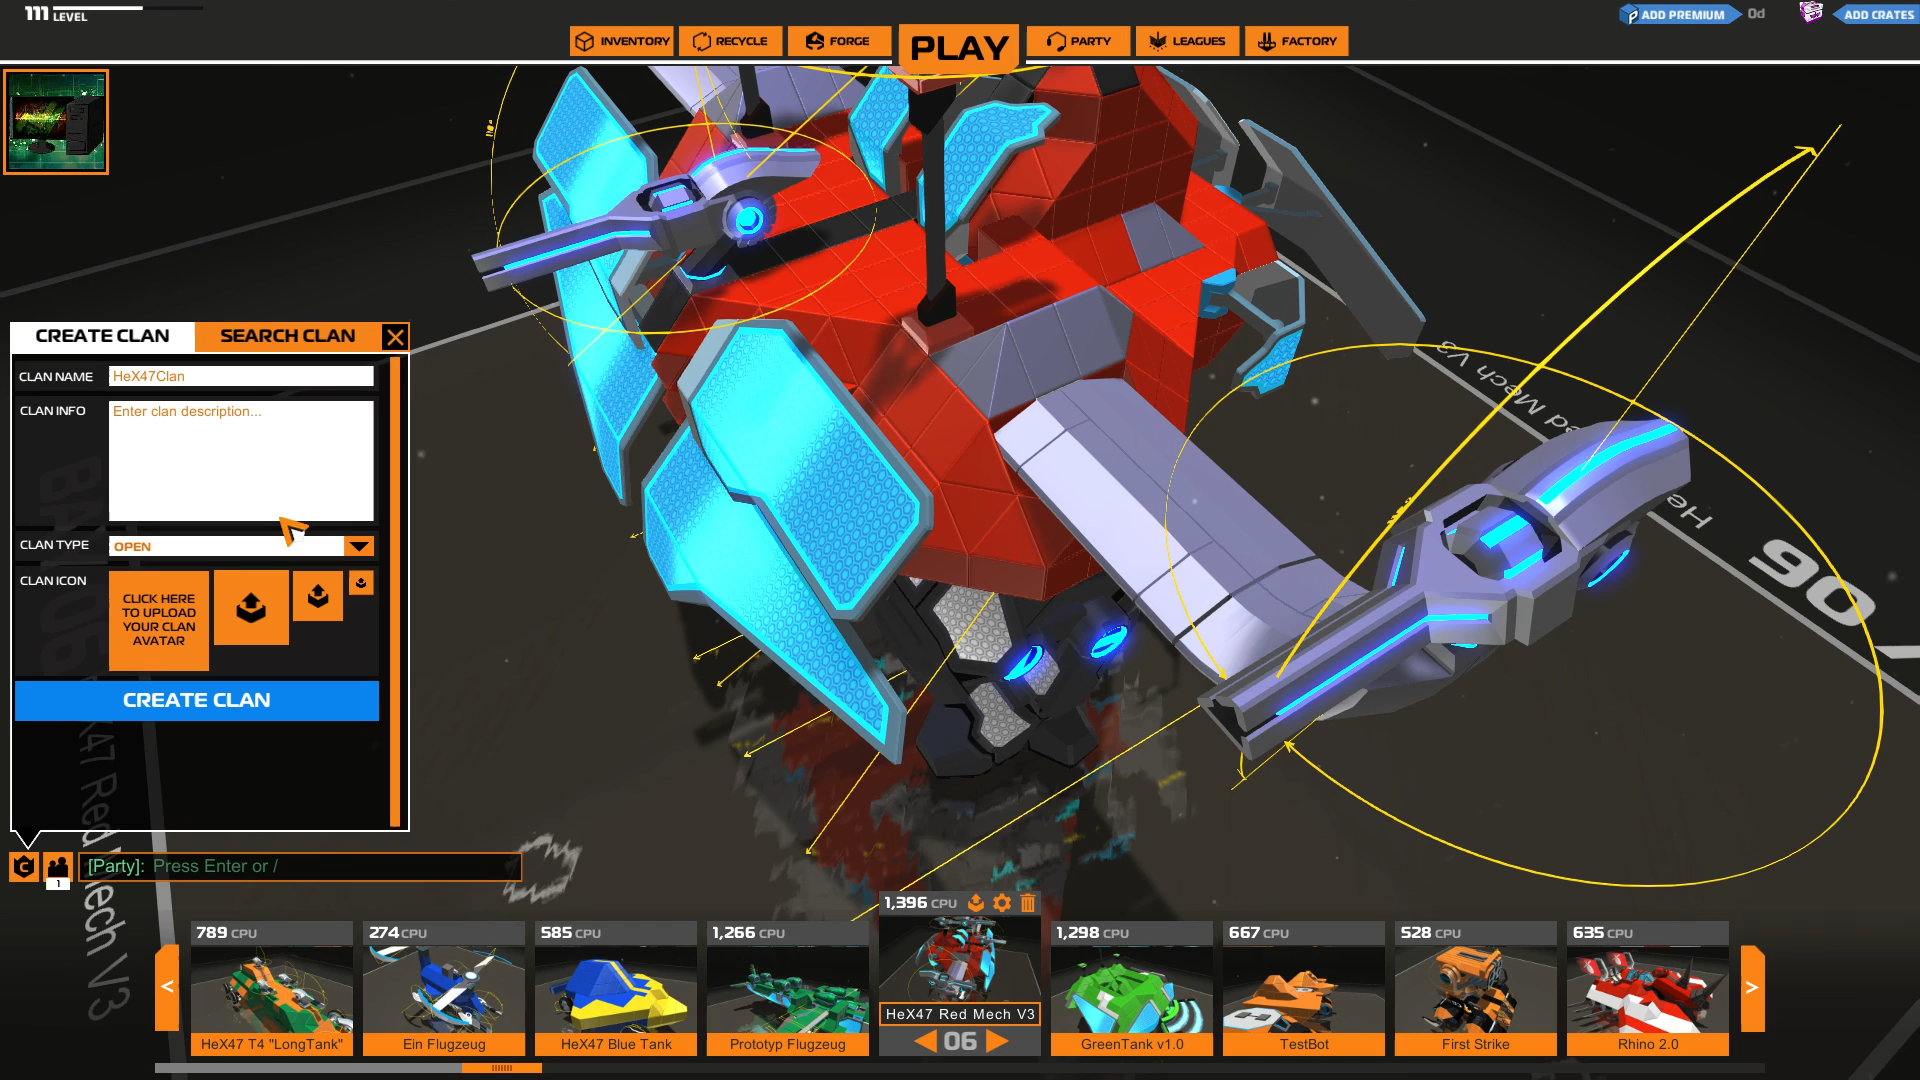 111 LEVEL
INVENTORY
RECYCLE
FORGE
PLAY
PARTY
LEAGUES
FACTORY
ADD PREMIUM
0d
ADD CRATES
CREATE CLAN
SEARCH CLAN
CLAN NAME
HeX47Clan
CLAN INFO
Enter clan description...
CLAN TYPE
OPEN
CLAN ICON
CLICK HERE
TO UPLOAD
YOUR CLAN
AVATAR
CREATE CLAN
[Party]: Press Enter or /
1
90
789 CPU
HeX47 T4 "LongTank"
274 CPU
Ein Flugzeug
585 CPU
HeX47 Blue Tank
1,266 CPU
Prototyp Flugzeug
1,396 CPU
HeX47 Red Mech V3
06
1,298 CPU
GreenTank v1.0
667 CPU
TestBot
528 CPU
First Strike
635 CPU
Rhino 2.0